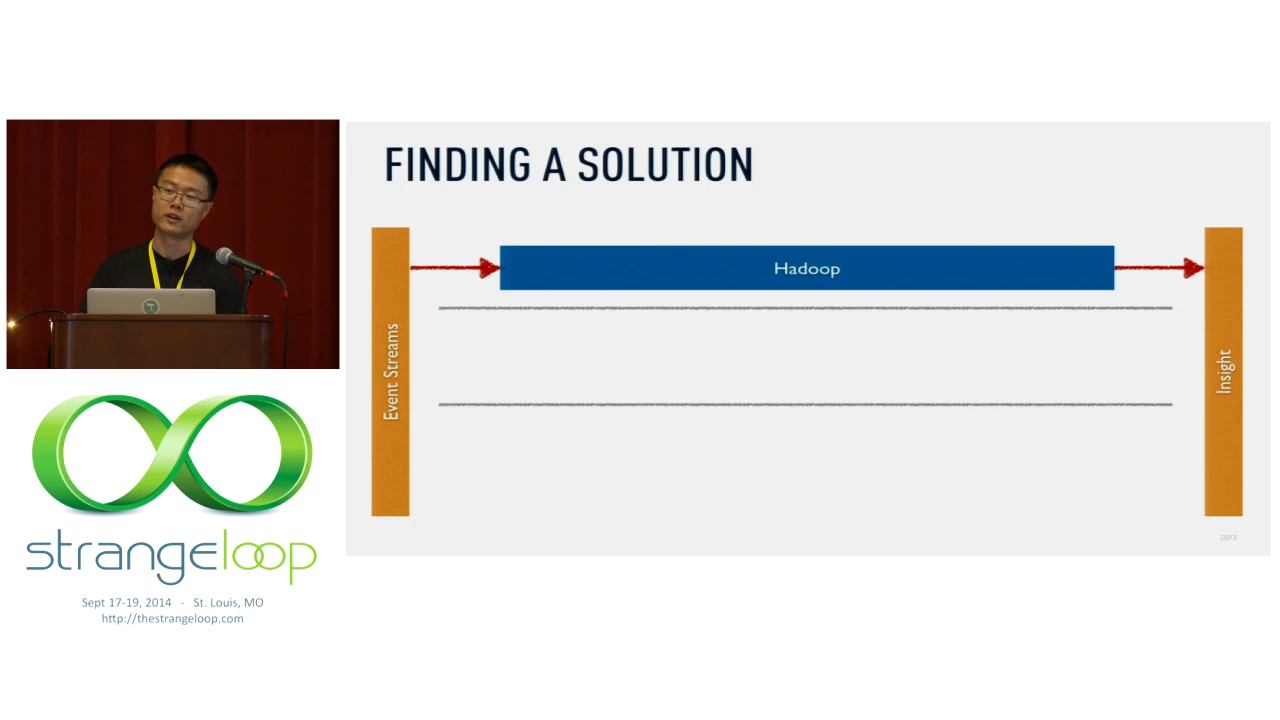 FINDING A SOLUTION
Hadoop
Event Streams
Insight
2013
strangeloop
Sept 17-19, 2014 - St. Louis, MO
http://thestrangeloop.com